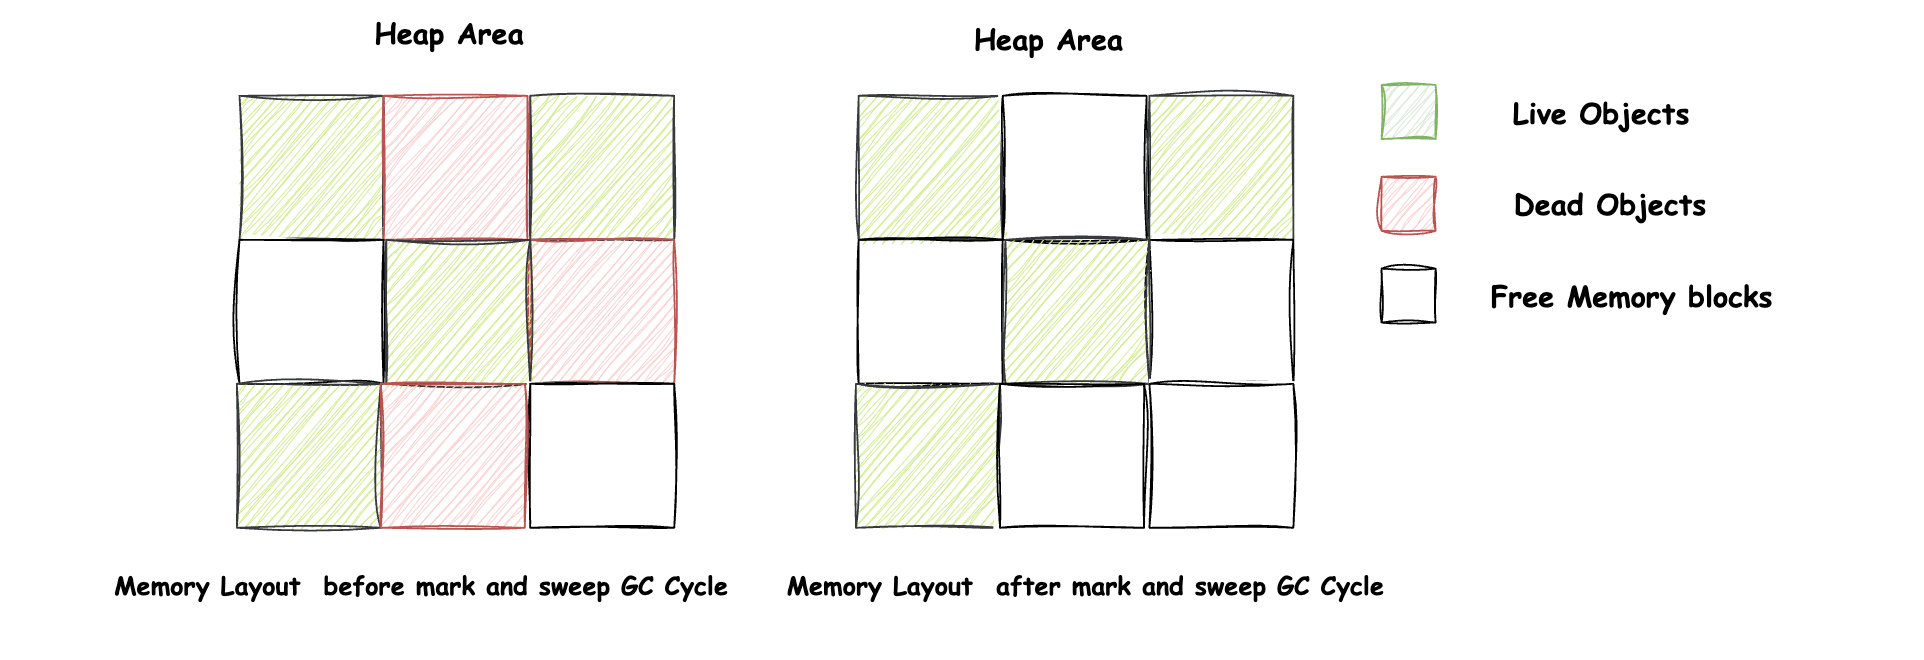 Heap Area
Heap Area
Live Objects
Dead Objects
Free Memory blocks
Memory Layout before mark and sweep GC Cycle
Memory Layout after mark and sweep GC Cycle